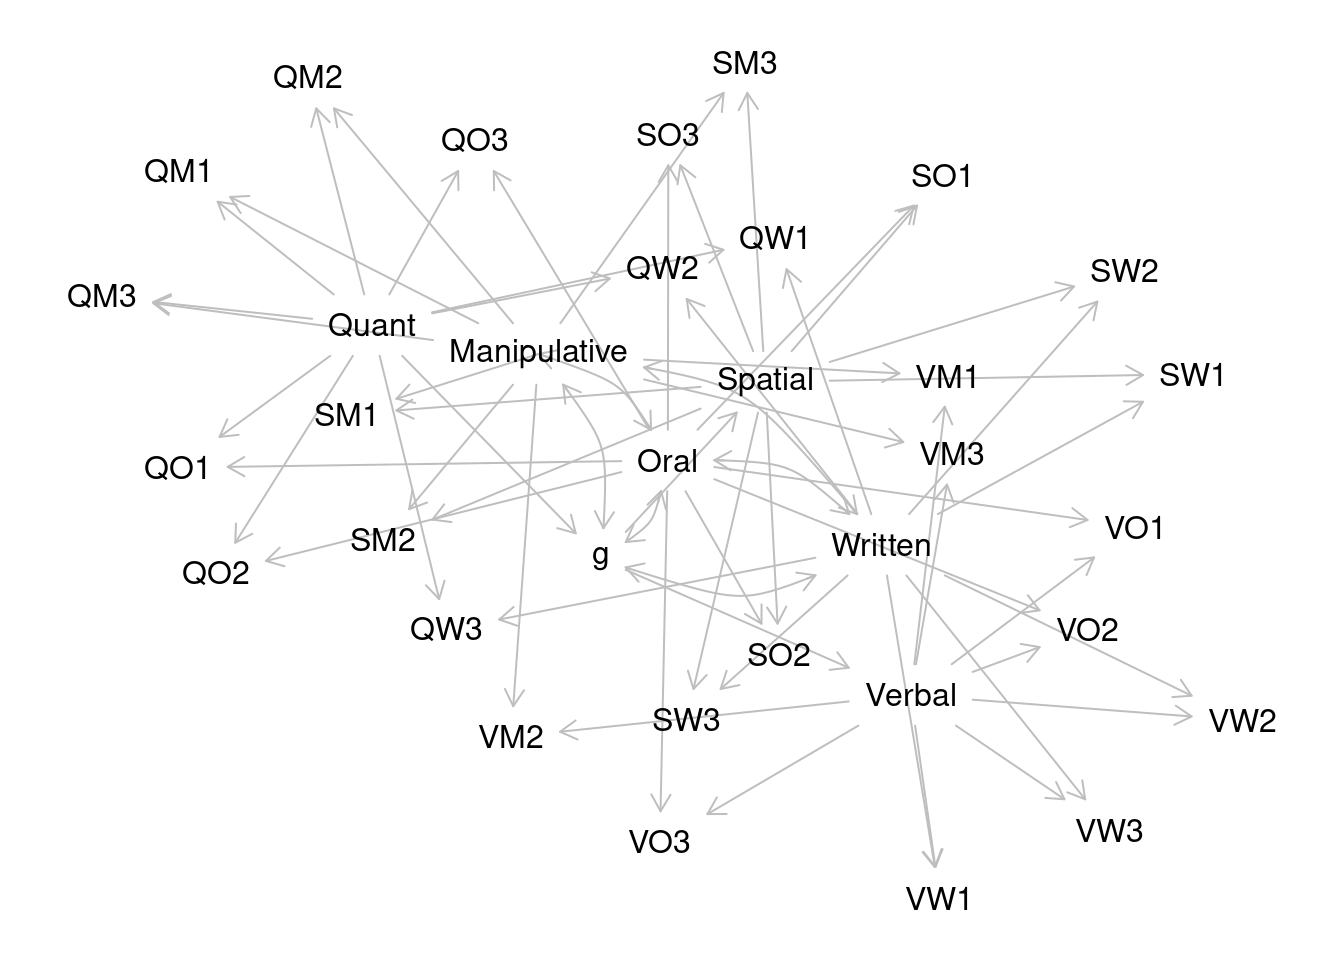 SM3
QM2
SO3
QO3
QM1
SO1
QW1
QW2
SW2
QM3
Quant
Manipulative
Spatial
VM1
SW1
SM1
VM3
Oral
QO1
VO1
SM2
Written
g
QO2
QW3
VO2
SO2
Verbal
SW3
VW2
VM2
VW3
VO3
VW1